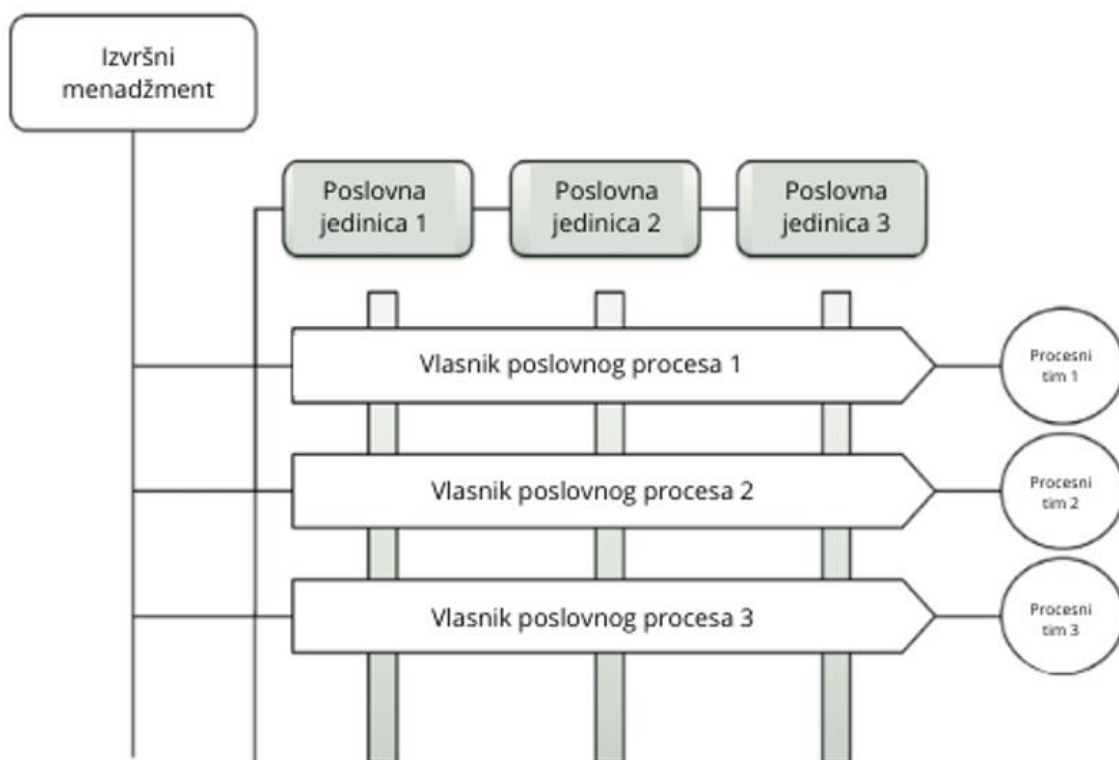 Izvršni
menadžment
Poslovna
jedinica 1
Poslovna
jedinica 2
Poslovna
jedinica 3
Vlasnik poslovnog procesa 1
Procesni
tim 1
Vlasnik poslovnog procesa 2
Procesni
tim 2
Vlasnik poslovnog procesa 3
Procesni
tim 3